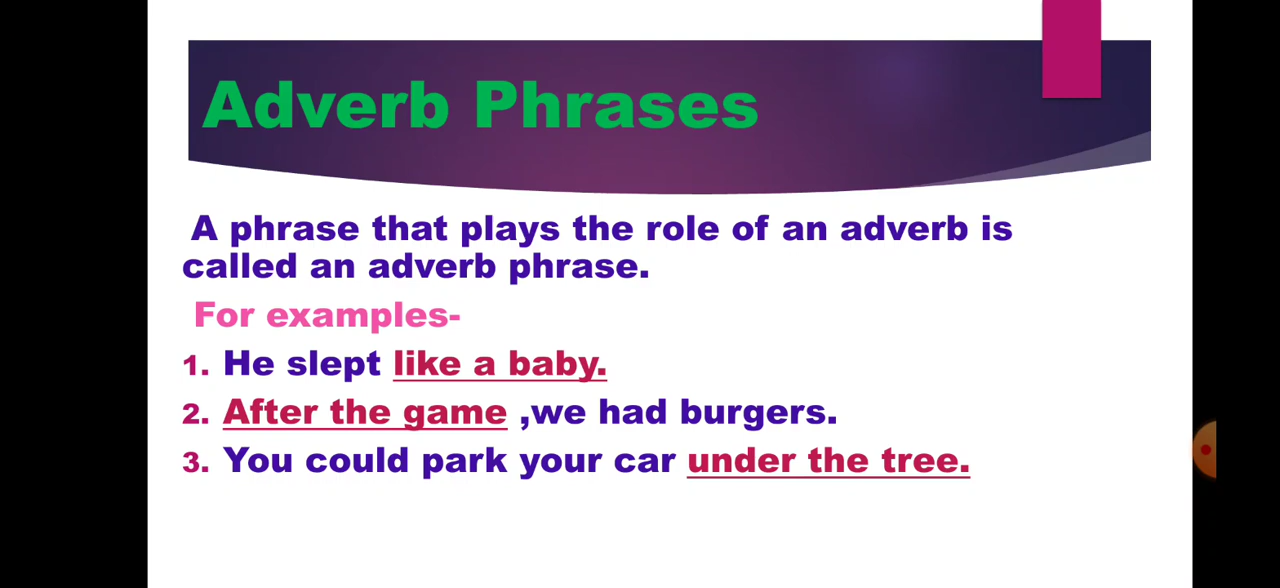 Adverb Phrases
A phrase that plays the role of an adverb is
called an adverb phrase.
For examples-
1. He slept like a baby.
2. After the game ,we had burgers.
3. You could park your car under the tree.